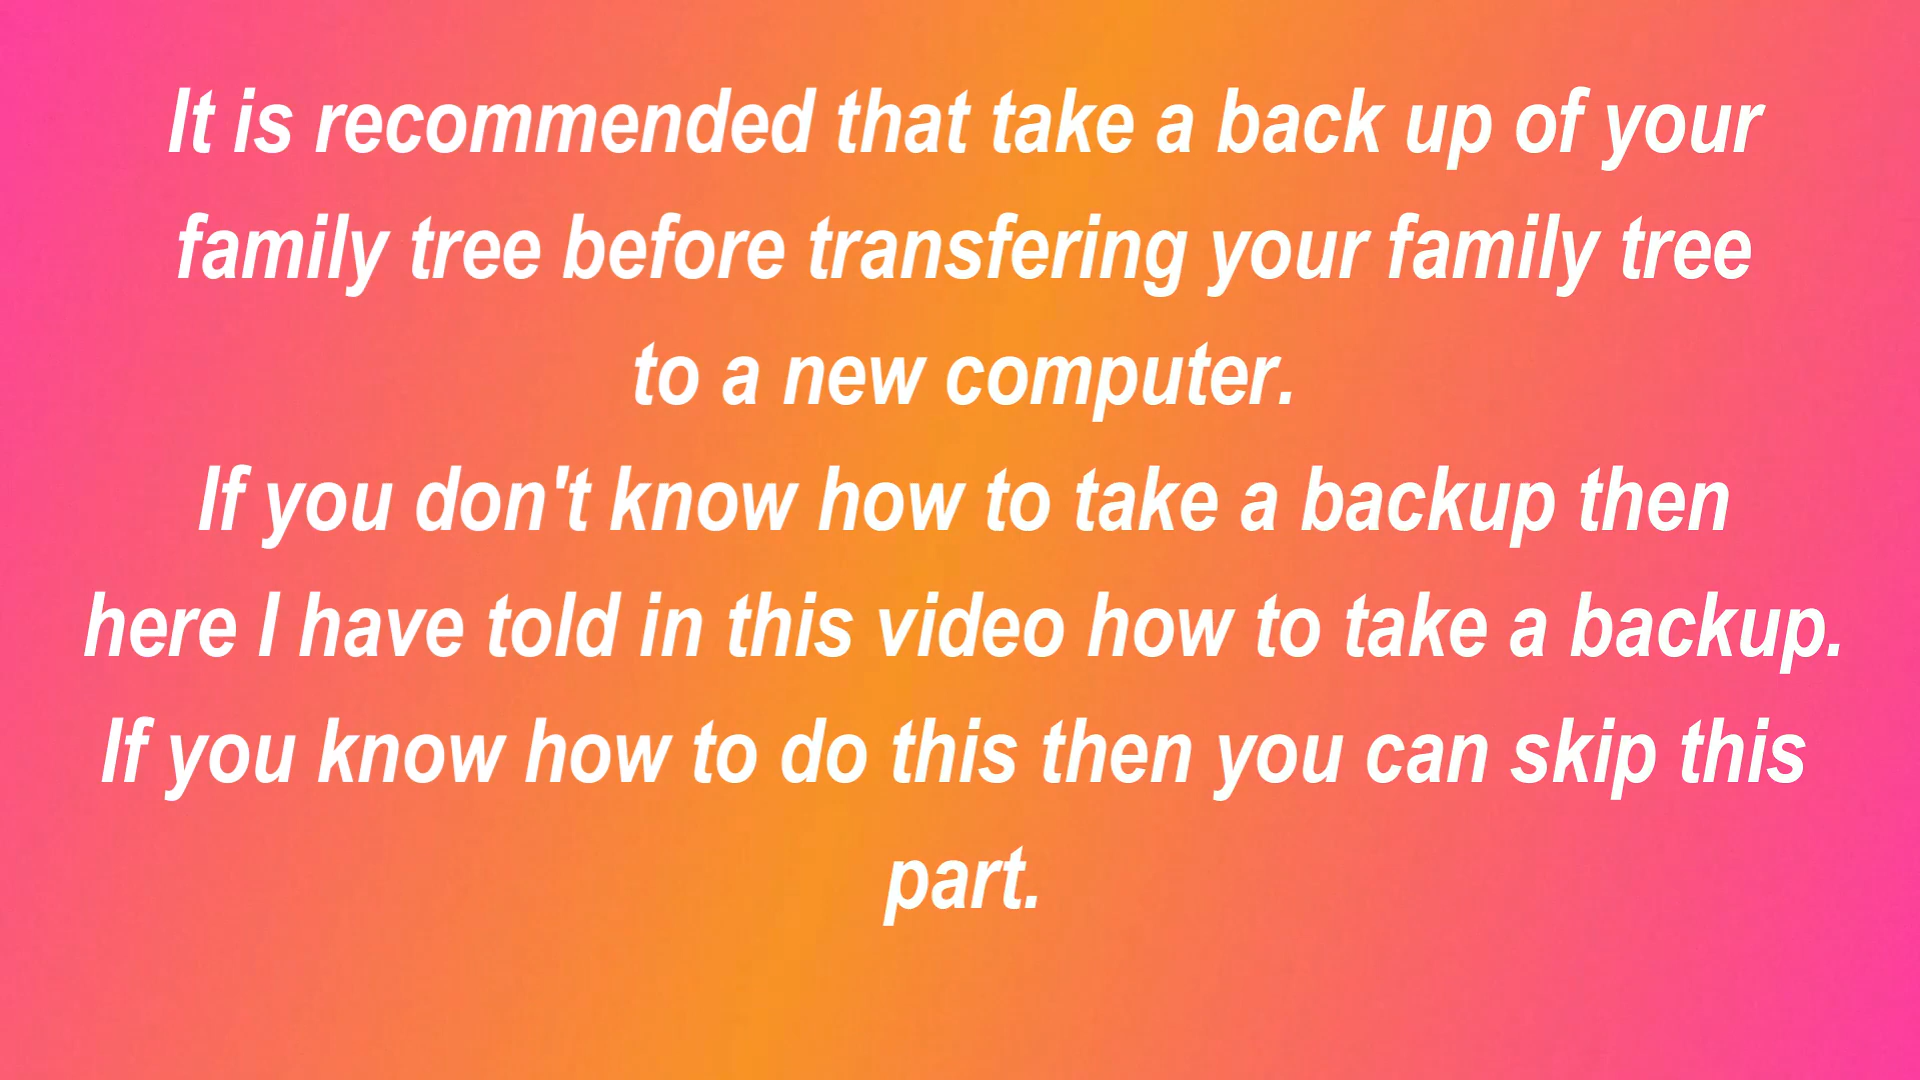 It is recommended that take a back up of your
family tree before transfering your family tree
to a new computer.
If you don't know how to take a backup then
here I have told in this video how to take a backup.
If you know how to do this then you can skip this
part.